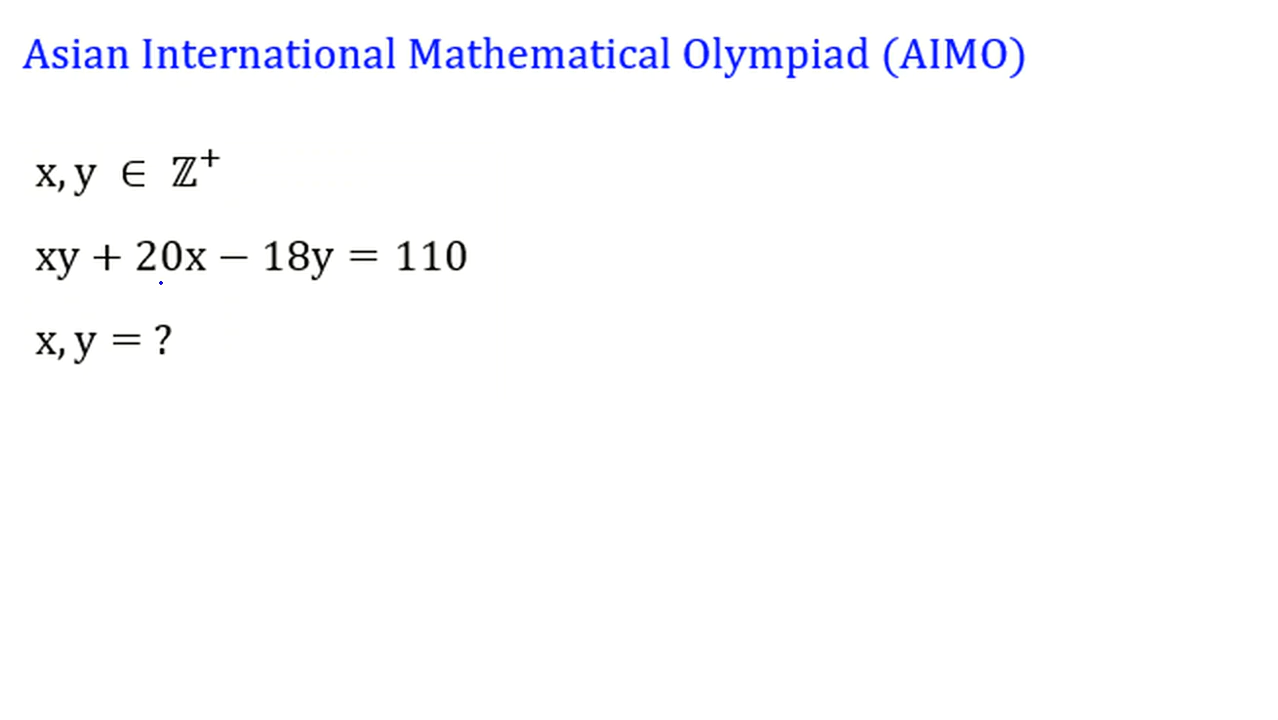 Asian International Mathematical Olympiad (AIMO)
x, y ∈ ℤ⁺
xy + 20x − 18y = 110
x, y = ?